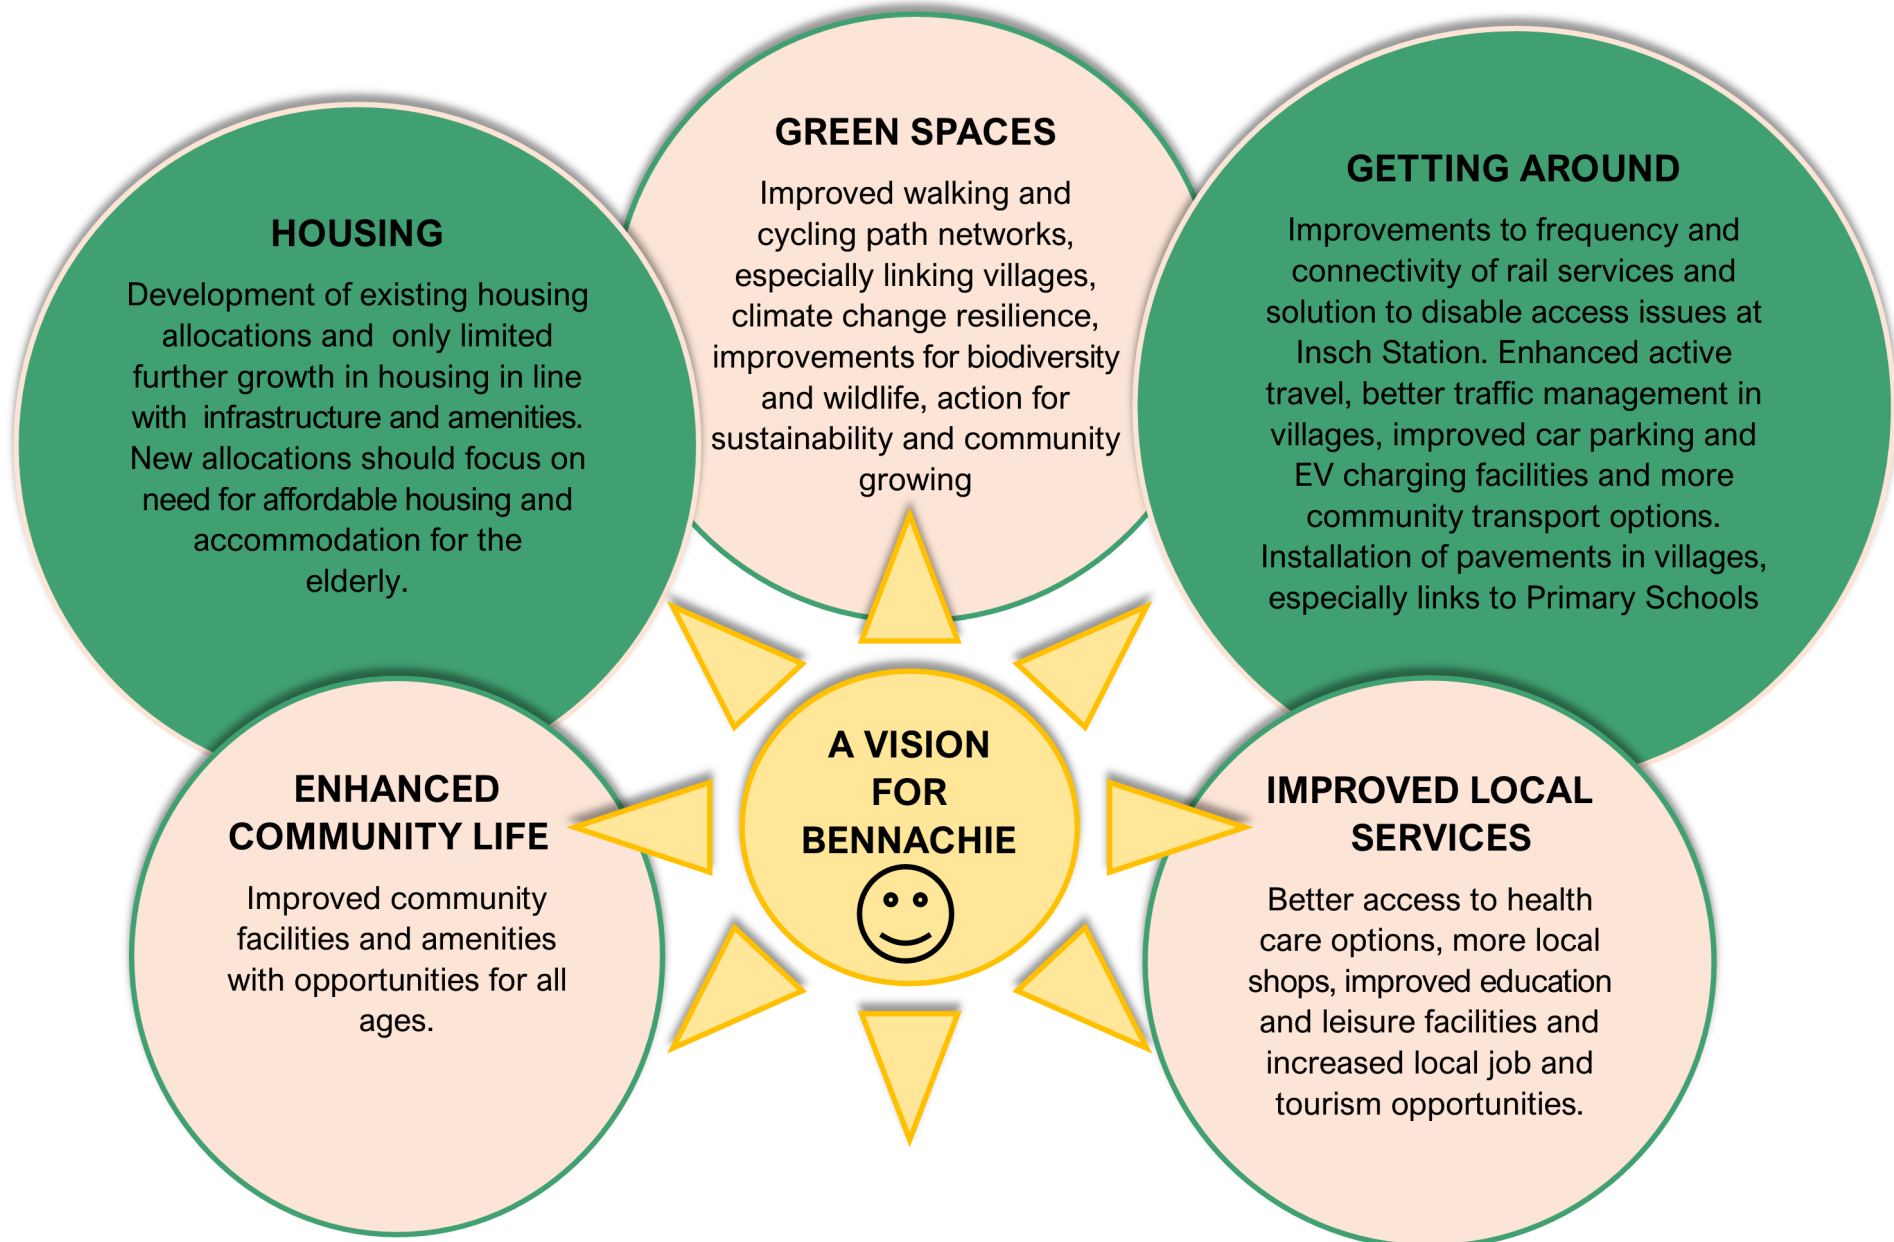 HOUSING
Development of existing housing
allocations and  only limited
further growth in housing in line
with  infrastructure and amenities.
New allocations should focus on
need for affordable housing and
accommodation for the
elderly.
GREEN SPACES
Improved walking and
cycling path networks,
especially linking villages,
climate change resilience,
improvements for biodiversity
and wildlife, action for
sustainability and community
growing
GETTING AROUND
Improvements to frequency and
connectivity of rail services and
solution to disable access issues at
Insch Station. Enhanced active
travel, better traffic management in
villages, improved car parking and
EV charging facilities and more
community transport options.
Installation of pavements in villages,
especially links to Primary Schools
ENHANCED
COMMUNITY LIFE
Improved community
facilities and amenities
with opportunities for all
ages.
A VISION
FOR
BENNACHIE
IMPROVED LOCAL
SERVICES
Better access to health
care options, more local
shops, improved education
and leisure facilities and
increased local job and
tourism opportunities.